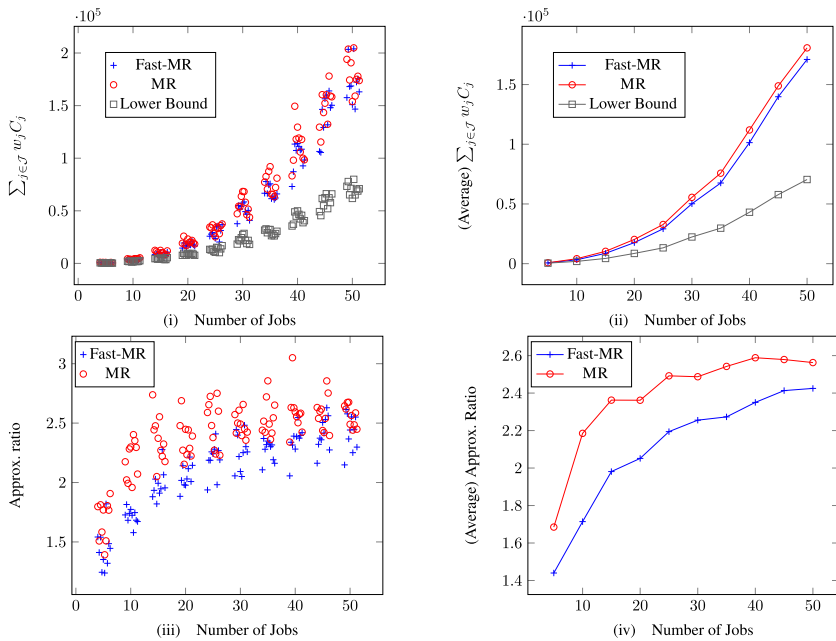 ·10^5
2
1.5
1
0.5
0
∑_{j∈𝒥} w_j C_j
Fast-MR
MR
Lower Bound
0 10 20 30 40 50
(i) Number of Jobs
·10^5
1.5
1
0.5
0
(Average) ∑_{j∈𝒥} w_j C_j
Fast-MR
MR
Lower Bound
10 20 30 40 50
(ii) Number of Jobs
3
2.5
2
1.5
Approx. ratio
Fast-MR
MR
0 10 20 30 40 50
(iii) Number of Jobs
2.6
2.4
2.2
2
1.8
1.6
1.4
(Average) Approx. Ratio
Fast-MR
MR
10 20 30 40 50
(iv) Number of Jobs